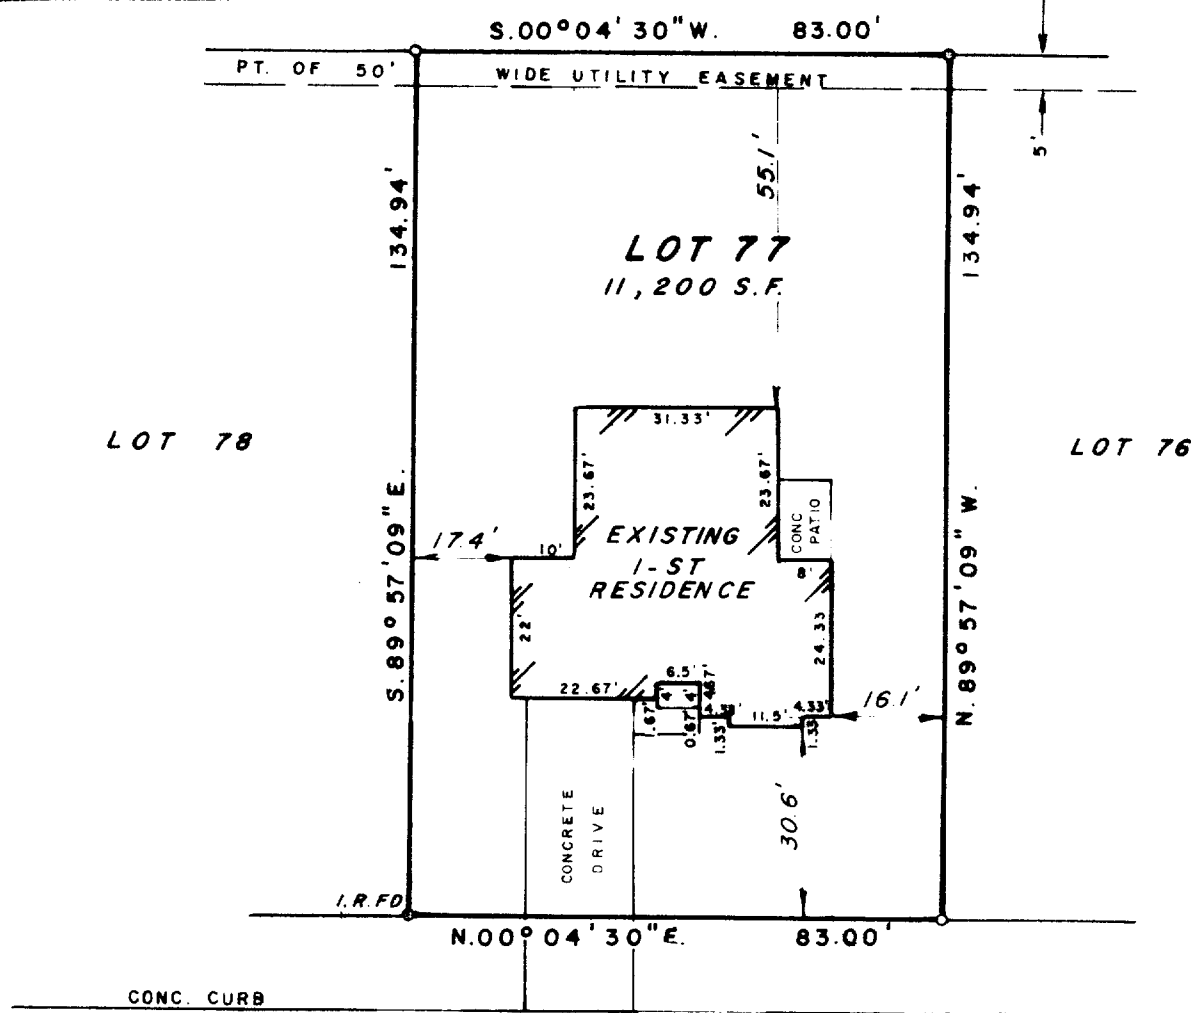 S.00°04'30"W. 83.00'
PT. OF 50' WIDE UTILITY EASEMENT
5'
134.94'
134.94'
55.1'
LOT 77
11,200 S.F.
LOT 78
LOT 76
31.33'
23.67'
23.67'
S.89°57'09"E.
N.89°57'09"W.
CONC
PATIO
17.4'
10'
EXISTING
1-ST
RESIDENCE
8'
22'
24.33
6.5'
22.67'
4'
4'
4.33'
16.1'
11.5'
0.67'
1.33'
1.33'
30.6'
CONCRETE
DRIVE
I.R.FD
N.00°04'30"E. 83.00'
CONC. CURB